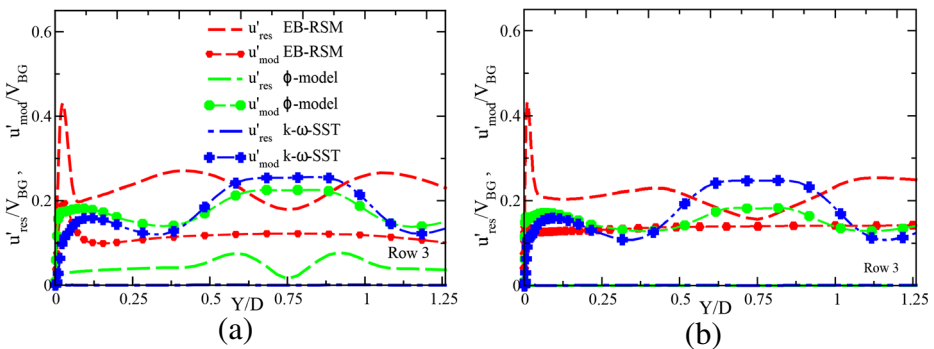 (a)
0.6
0.4
0.2
0
u'res/VBG , u'mod/VBG
u'res EB-RSM
u'mod EB-RSM
u'res ϕ-model
u'mod ϕ-model
u'res k-ω-SST
u'mod k-ω-SST
Row 3
0 0.25 0.5 0.75 1 1.25
Y/D
(a)
(b)
0.6
0.4
0.2
0
u'res/VBG , u'mod/VBG
Row 3
0 0.25 0.5 0.75 1 1.25
Y/D
(b)